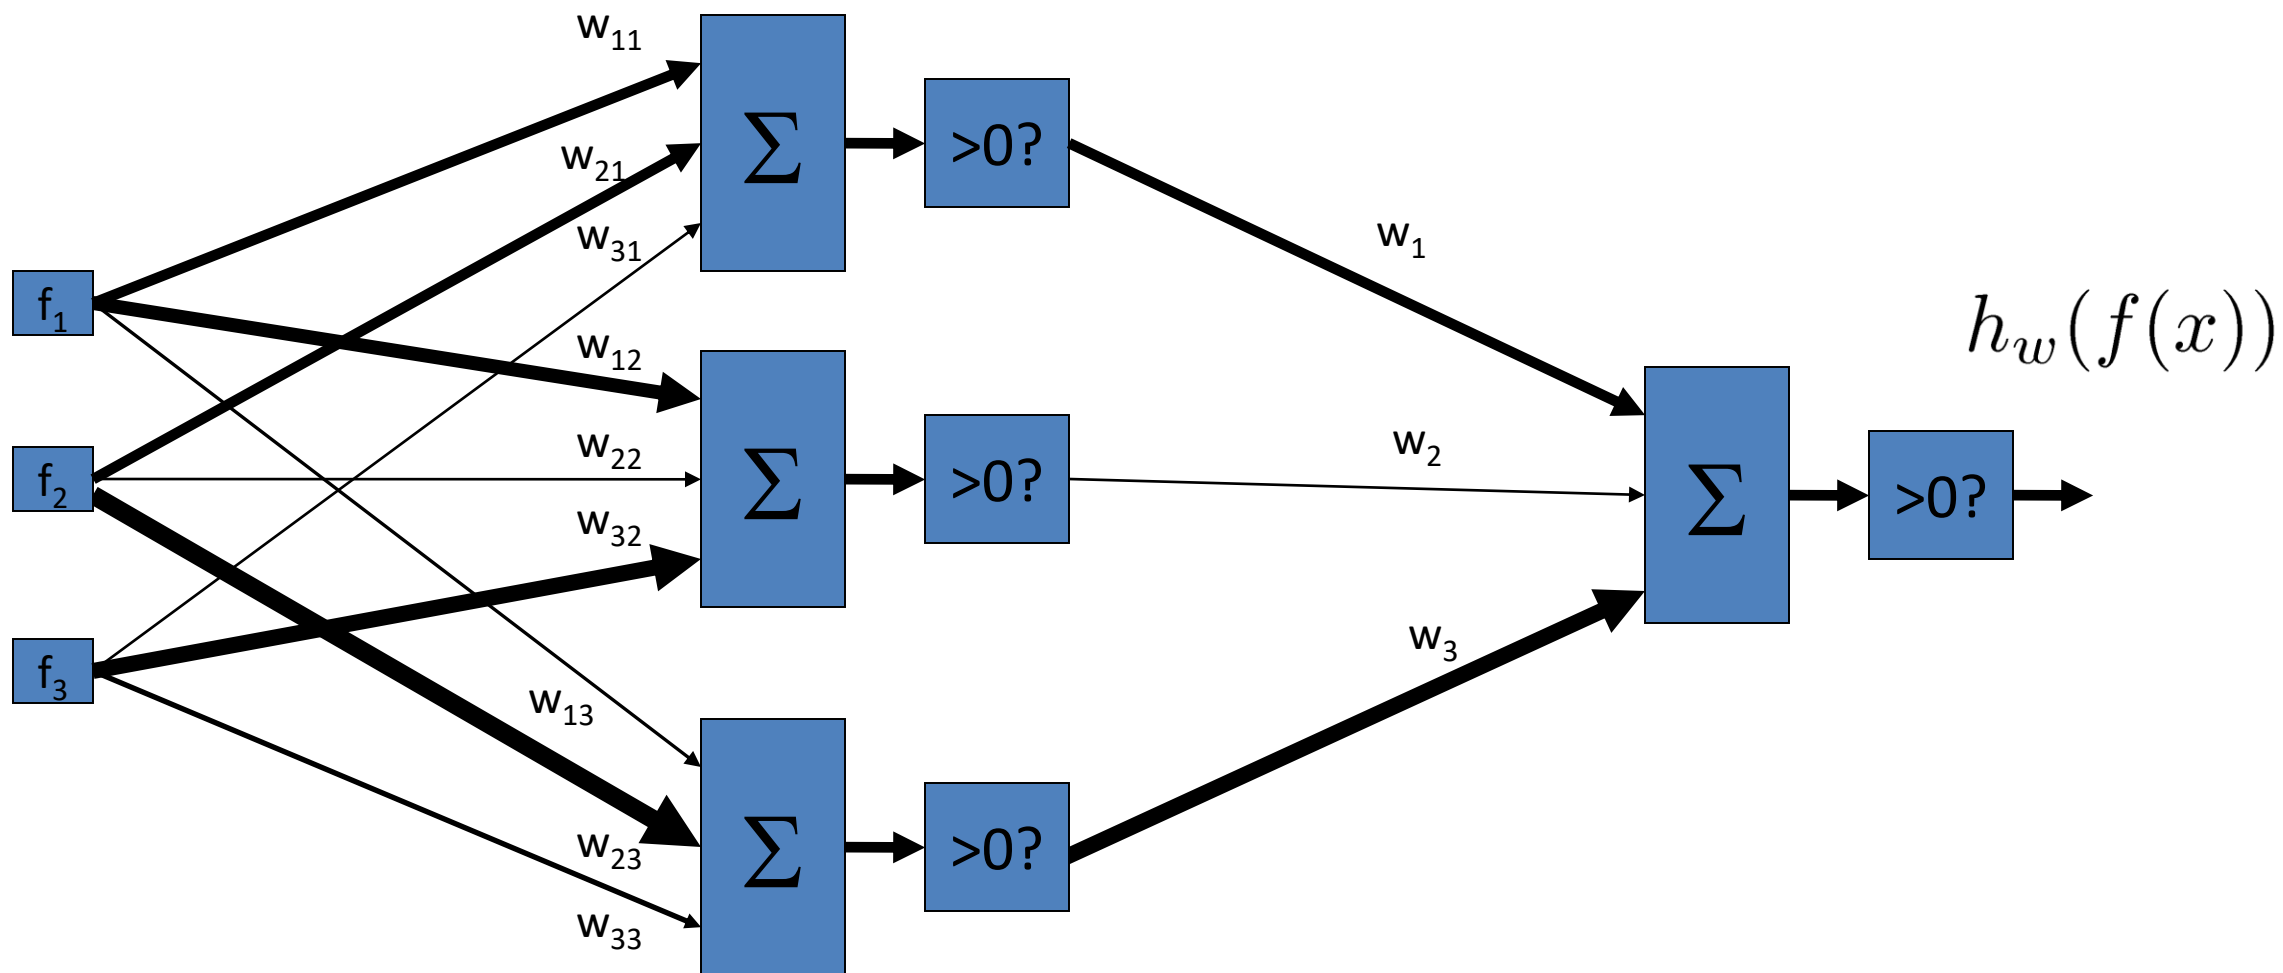 w₁₁
w₂₁
w₃₁
f₁
w₁₂
w₂₂
f₂
w₃₂
f₃
w₁₃
w₂₃
w₃₃
Σ
>0?
Σ
>0?
Σ
>0?
w₁
w₂
w₃
Σ
>0?
h_w(f(x))